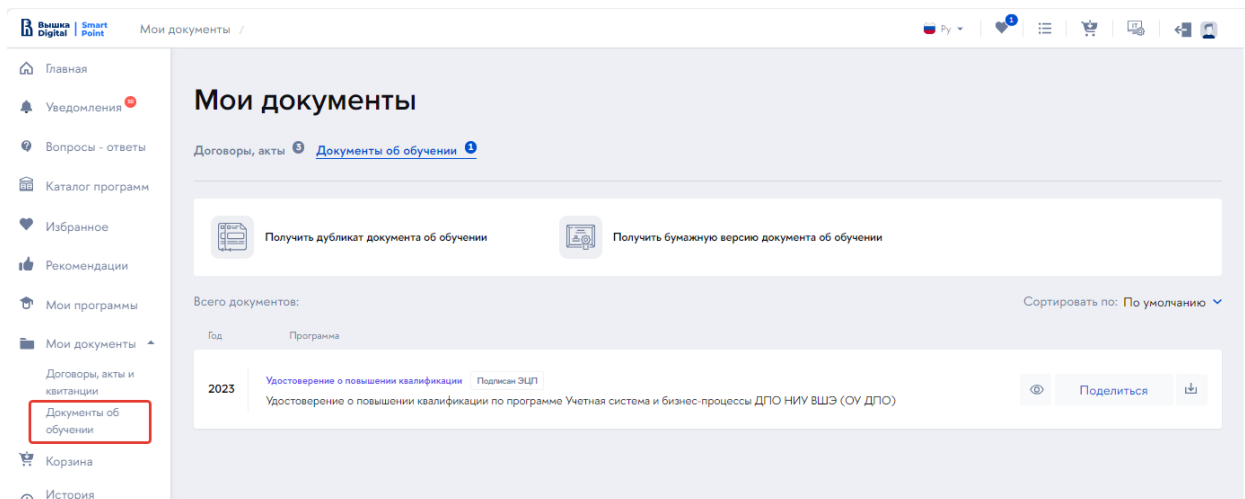 Вышка | Smart
Digital | Point
Мои документы /
1
Ру
Главная
Уведомления
Вопросы - ответы
Каталог программ
Избранное
Рекомендации
Мои программы
Мои документы
Договоры, акты и
квитанции
Документы об
обучении
Корзина
История
Мои документы
Договоры, акты 3 Документы об обучении 1
Получить дубликат документа об обучении
Получить бумажную версию документа об обучении
Всего документов:
Сортировать по: По умолчанию
Год Программа
2023
Удостоверение о повышении квалификации Подписан ЭЦП
Удостоверение о повышении квалификации по программе Учетная система и бизнес-процессы ДПО НИУ ВШЭ (ОУ ДПО)
Поделиться